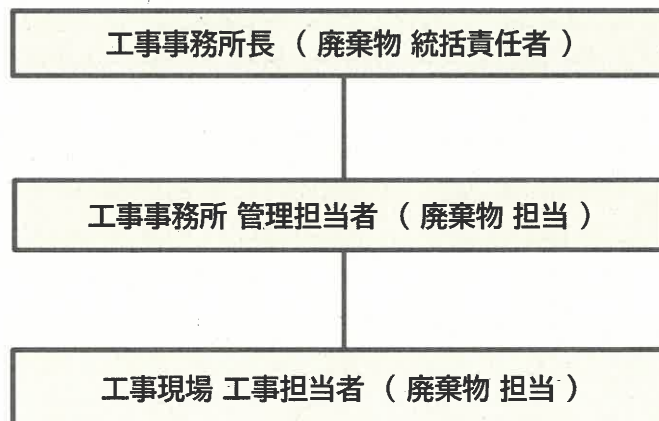 工事事務所長 （ 廃棄物 統括責任者 ）
工事事務所 管理担当者 （ 廃棄物 担当 ）
工事現場 工事担当者 （ 廃棄物 担当 ）